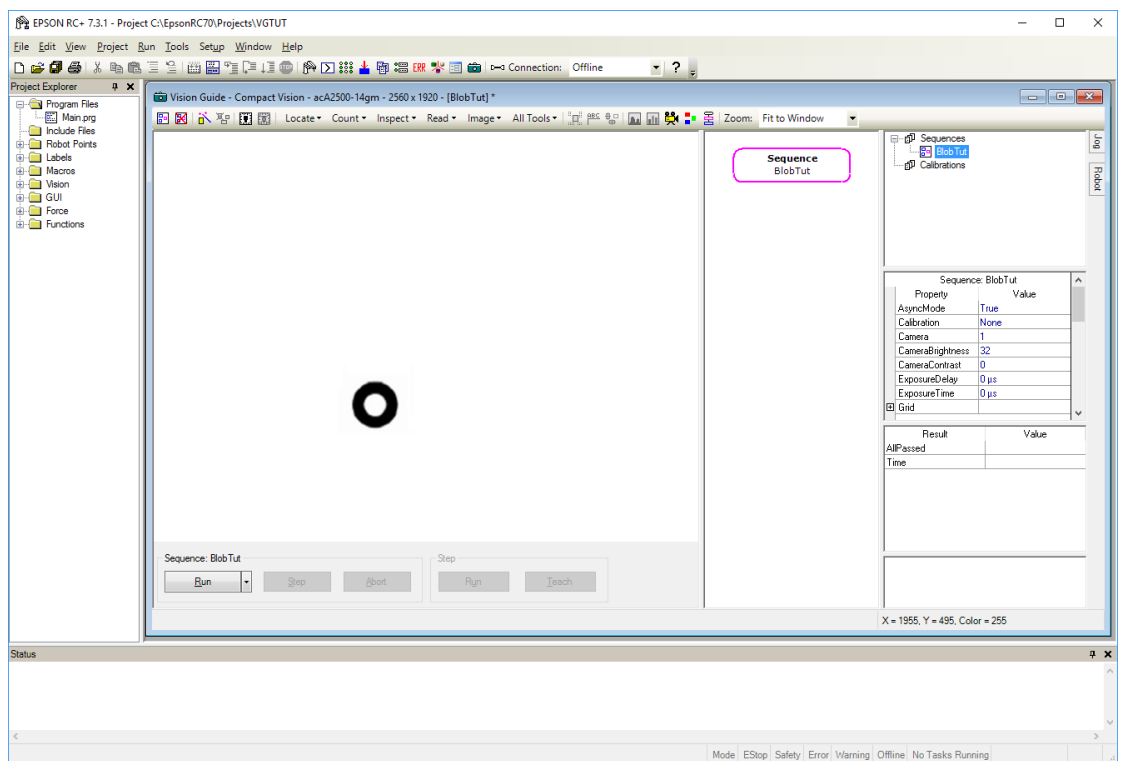 EPSON RC+ 7.3.1 - Project C:\EpsonRC70\Projects\VGTUT
File Edit View Project Run Tools Setup Window Help
ERR Connection: Offline ?
Project Explorer
Program Files
Main.prg
Include Files
Robot Points
Labels
Macros
Vision
GUI
Force
Functions
Vision Guide - Compact Vision - acA2500-14gm - 2560 x 1920 - [BlobTut] *
Locate Count Inspect Read Image All Tools Zoom: Fit to Window
Sequence
BlobTut
Sequences
BlobTut
Calibrations
Jog
Robot
Sequence: BlobTut
Property Value
AsyncMode True
Calibration None
Camera 1
CameraBrightness 32
CameraContrast 0
ExposureDelay 0 µs
ExposureTime 0 µs
Grid
Result Value
AllPassed
Time
Sequence: BlobTut
Run Step Abort
Step
Run Teach
X = 1955, Y = 495, Color = 255
Status
Mode EStop Safety Error Warning Offline No Tasks Running